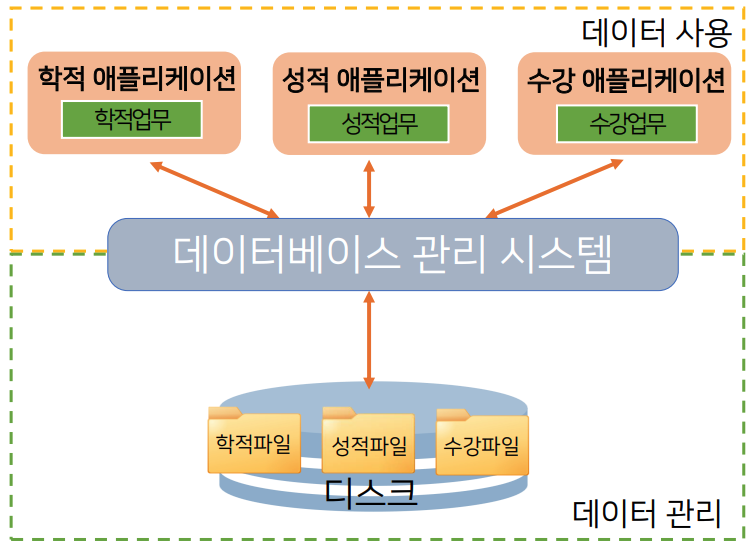 데이터 사용
학적 애플리케이션
성적 애플리케이션
수강 애플리케이션
학적업무
성적업무
수강업무
데이터베이스 관리 시스템
학적파일
성적파일
수강파일
디스크
데이터 관리